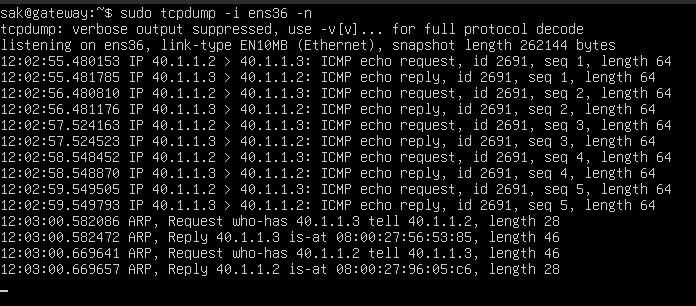 sak@gateway:~$ sudo tcpdump -i ens36 -n
tcpdump: verbose output suppressed, use -v[v]... for full protocol decode
listening on ens36, link-type EN10MB (Ethernet), snapshot length 262144 bytes
12:02:55.480153 IP 40.1.1.2 > 40.1.1.3: ICMP echo request, id 2691, seq 1, length 64
12:02:55.481785 IP 40.1.1.3 > 40.1.1.2: ICMP echo reply, id 2691, seq 1, length 64
12:02:56.480810 IP 40.1.1.2 > 40.1.1.3: ICMP echo request, id 2691, seq 2, length 64
12:02:56.481176 IP 40.1.1.3 > 40.1.1.2: ICMP echo reply, id 2691, seq 2, length 64
12:02:57.524163 IP 40.1.1.2 > 40.1.1.3: ICMP echo request, id 2691, seq 3, length 64
12:02:57.524523 IP 40.1.1.3 > 40.1.1.2: ICMP echo reply, id 2691, seq 3, length 64
12:02:58.548452 IP 40.1.1.2 > 40.1.1.3: ICMP echo request, id 2691, seq 4, length 64
12:02:58.548870 IP 40.1.1.3 > 40.1.1.2: ICMP echo reply, id 2691, seq 4, length 64
12:02:59.549505 IP 40.1.1.2 > 40.1.1.3: ICMP echo request, id 2691, seq 5, length 64
12:02:59.549793 IP 40.1.1.3 > 40.1.1.2: ICMP echo reply, id 2691, seq 5, length 64
12:03:00.582086 ARP, Request who-has 40.1.1.3 tell 40.1.1.2, length 28
12:03:00.582472 ARP, Reply 40.1.1.3 is-at 08:00:27:56:53:85, length 46
12:03:00.669641 ARP, Request who-has 40.1.1.2 tell 40.1.1.3, length 46
12:03:00.669657 ARP, Reply 40.1.1.2 is-at 08:00:27:96:05:c6, length 28